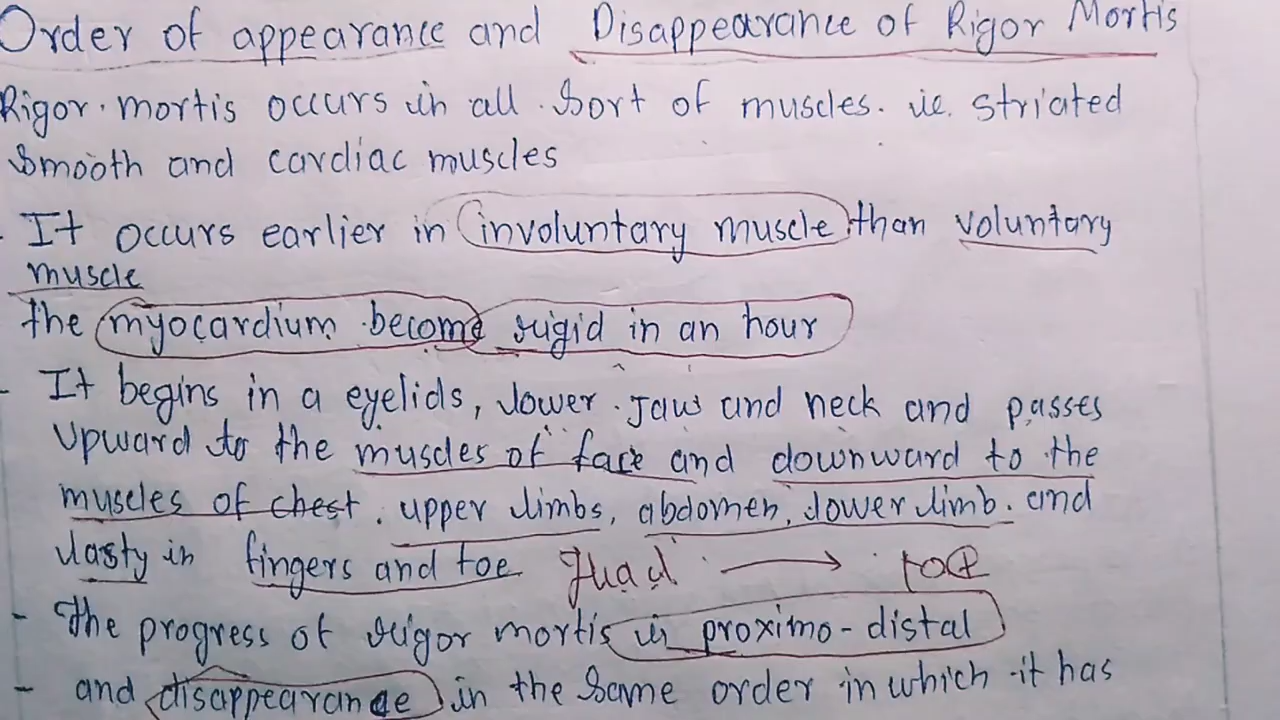 Order of appearance and Disappearance of Rigor Mortis
Rigor mortis occurs in all sort of muscles. ie. striated
smooth and cardiac muscles
- It occurs earlier in involuntary muscle than voluntary
muscle
the myocardium become rigid in an hour
- It begins in a eyelids, lower Jaw and neck and passes
upward to the muscles of face and downward to the
muscles of chest, upper limbs, abdomen, lower limb. and
lasty in fingers and toe → toe
- The progress of rigor mortis is proximo-distal
- and disappearance in the same order in which it has